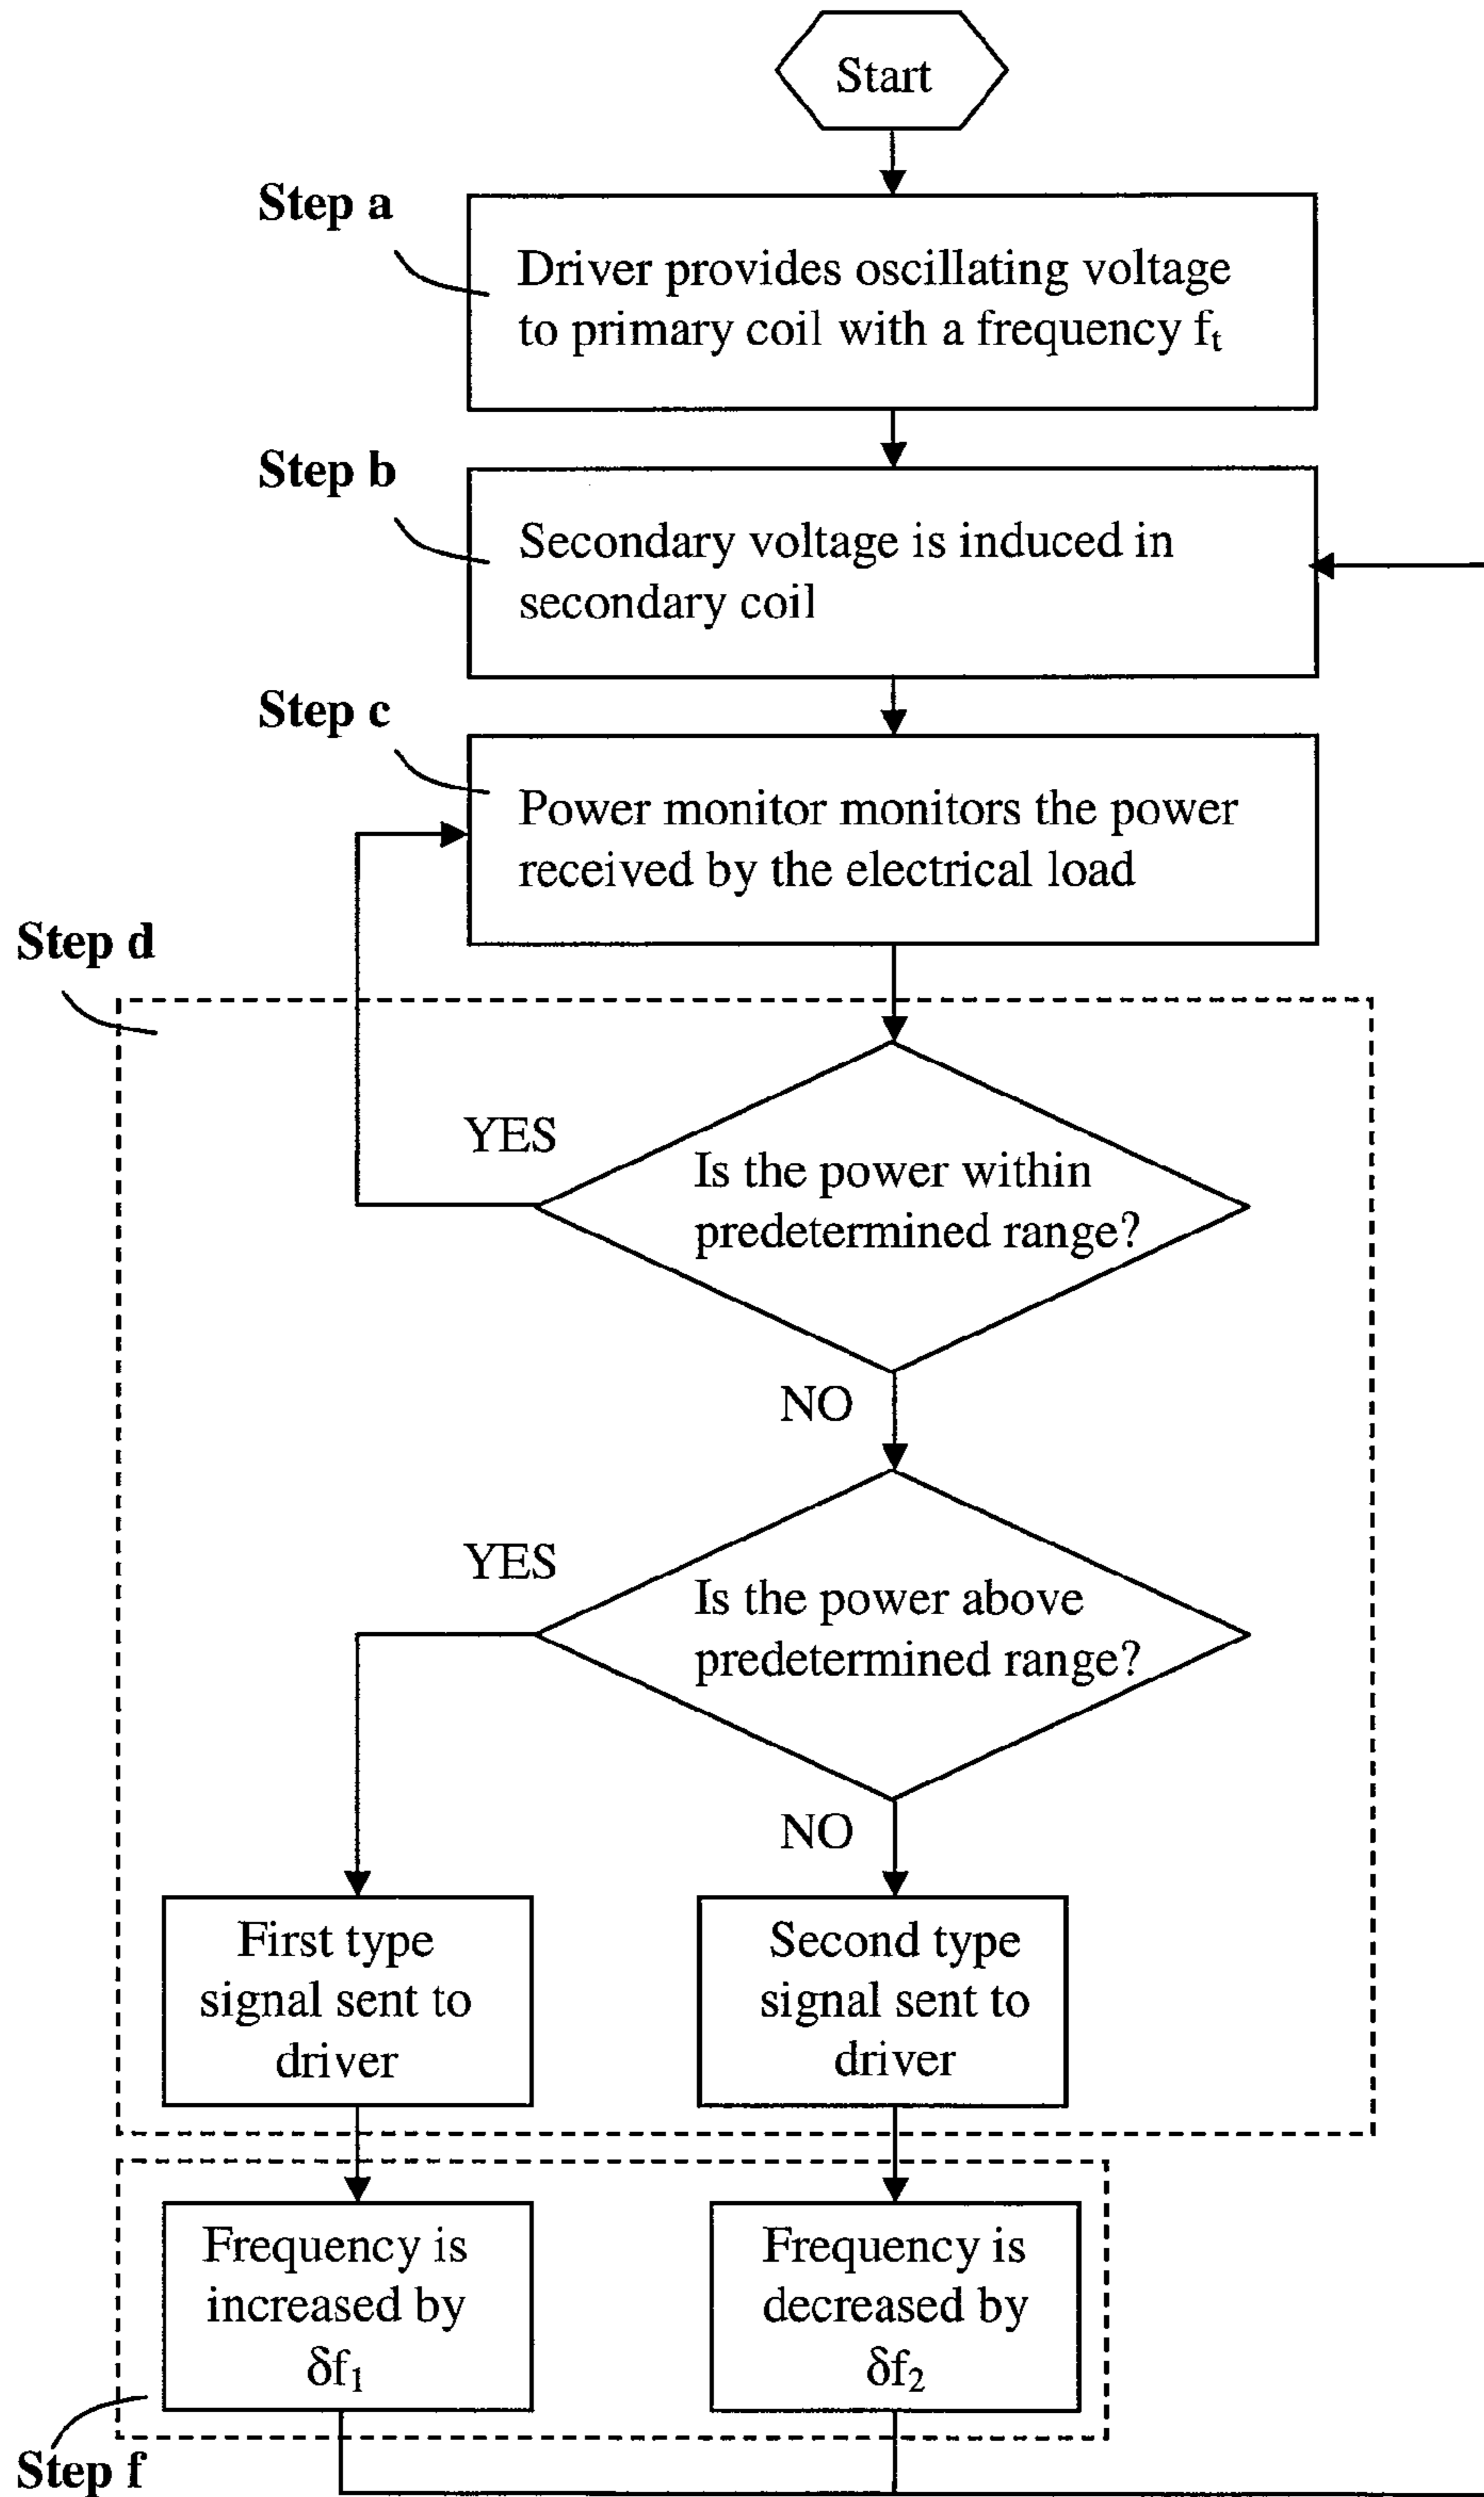 Start
Step a
Driver provides oscillating voltage
to primary coil with a frequency fₜ
Step b
Secondary voltage is induced in
secondary coil
Step c
Power monitor monitors the power
received by the electrical load
Step d
YES
Is the power within
predetermined range?
NO
YES
Is the power above
predetermined range?
NO
First type
signal sent to
driver
Second type
signal sent to
driver
Frequency is
increased by
δf₁
Frequency is
decreased by
δf₂
Step f